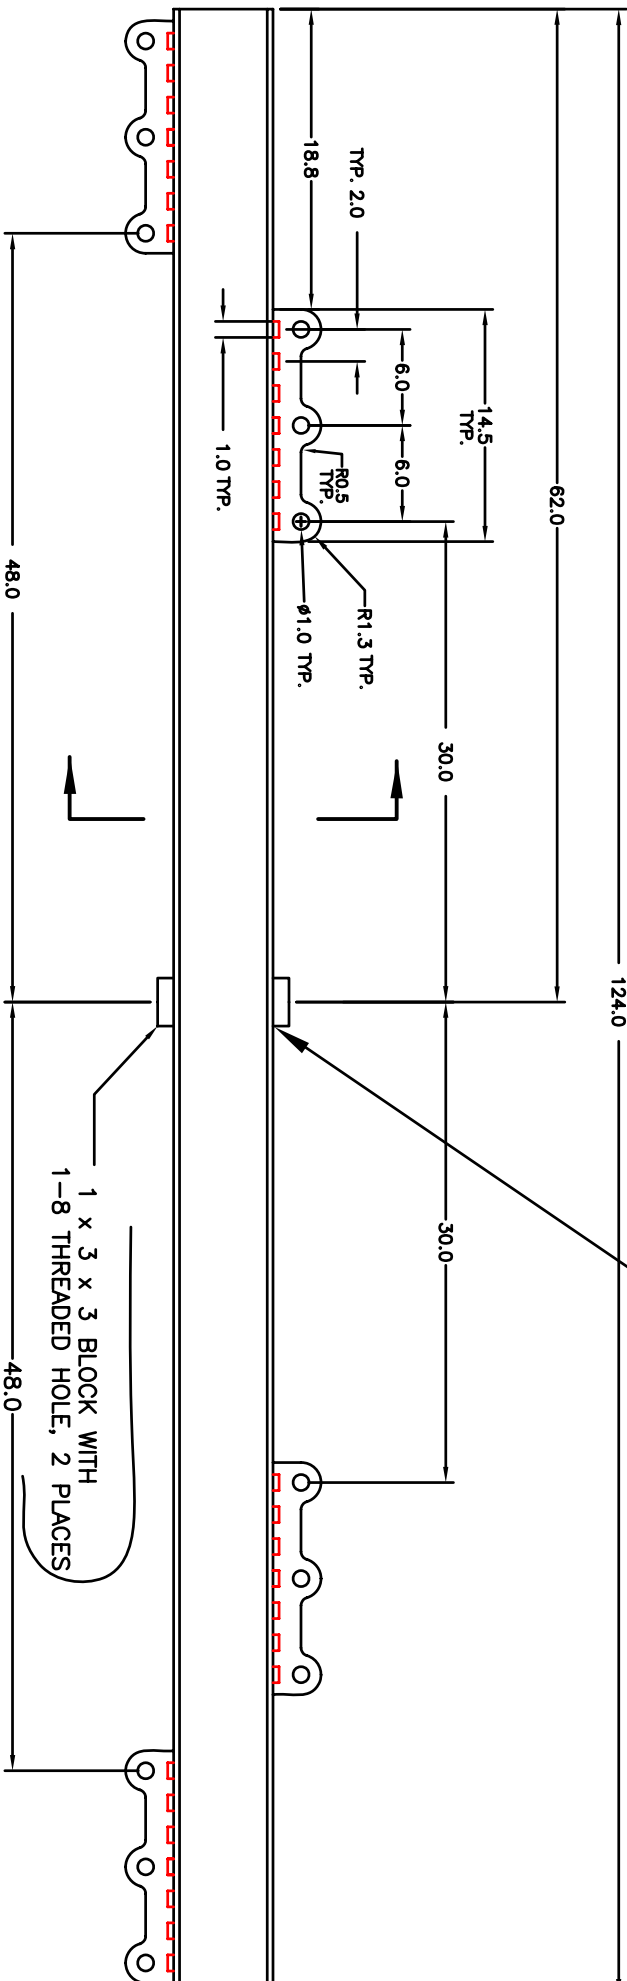 124.0
62.0
14.5
TYP.
30.0
30.0
6.0
6.0
TYP. 2.0
18.8
R0.5
TYP.
R1.3 TYP.
ø1.0 TYP.
1.0 TYP.
48.0
48.0
1 x 3 x 3 BLOCK WITH
1-8 THREADED HOLE, 2 PLACES